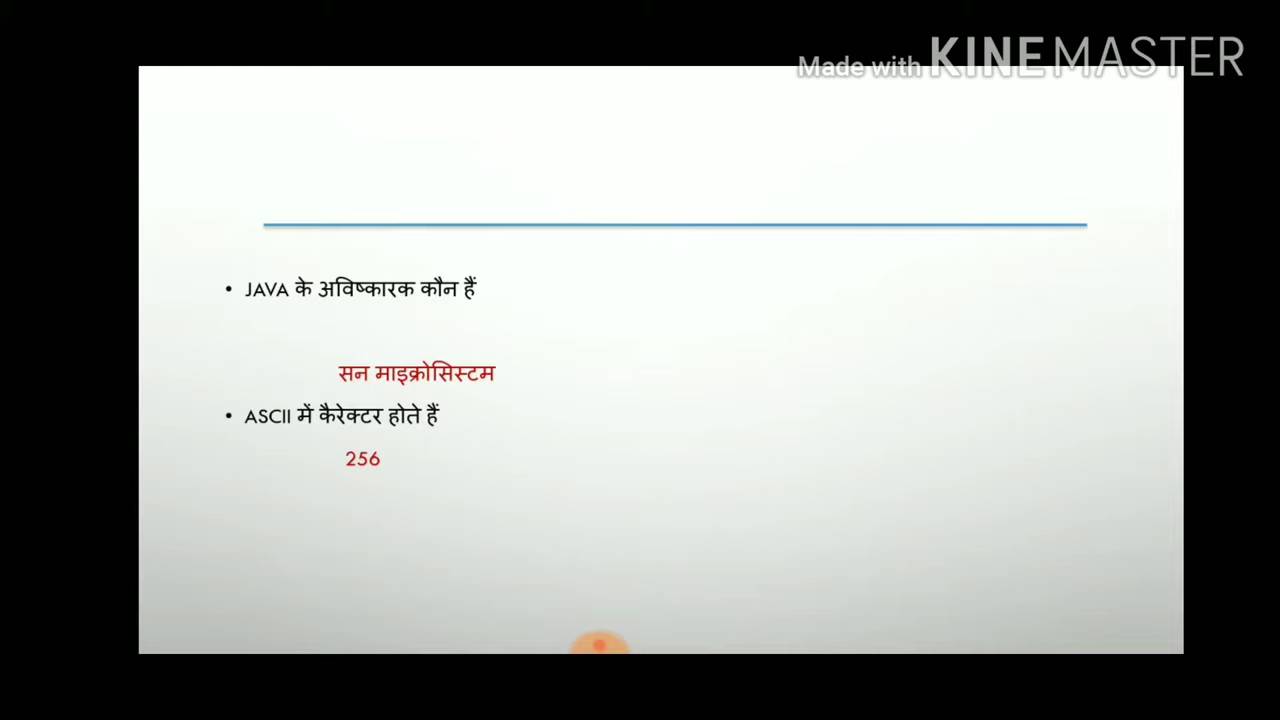 Made with KINEMASTER
• JAVA के अविष्कारक कौन हैं
सन माइक्रोसिस्टम
• ASCII में कैरेक्टर होते हैं
256